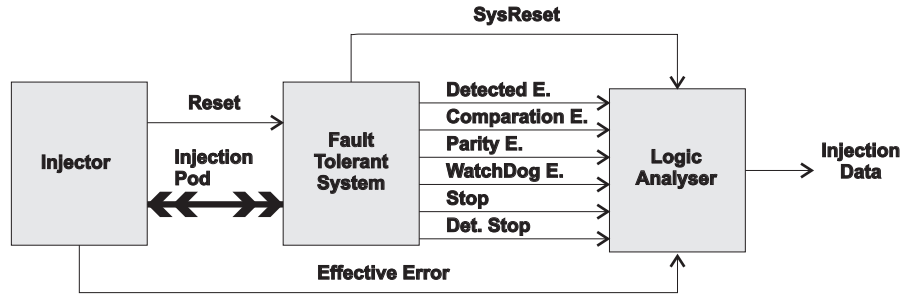 SysReset
Detected E.
Reset
Comparation E.
Fault
Tolerant
System
Parity E.
Injector
Injection
Pod
WatchDog E.
Logic
Analyser
Injection
Data
Stop
Det. Stop
Effective Error